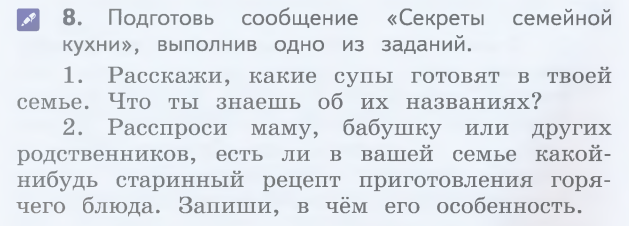 8. Подготовь сообщение «Секреты семейной
кухни», выполнив одно из заданий.
1. Расскажи, какие супы готовят в твоей
семье. Что ты знаешь об их названиях?
2. Расспроси маму, бабушку или других
родственников, есть ли в вашей семье какой-
нибудь старинный рецепт приготовления горя-
чего блюда. Запиши, в чём его особенность.